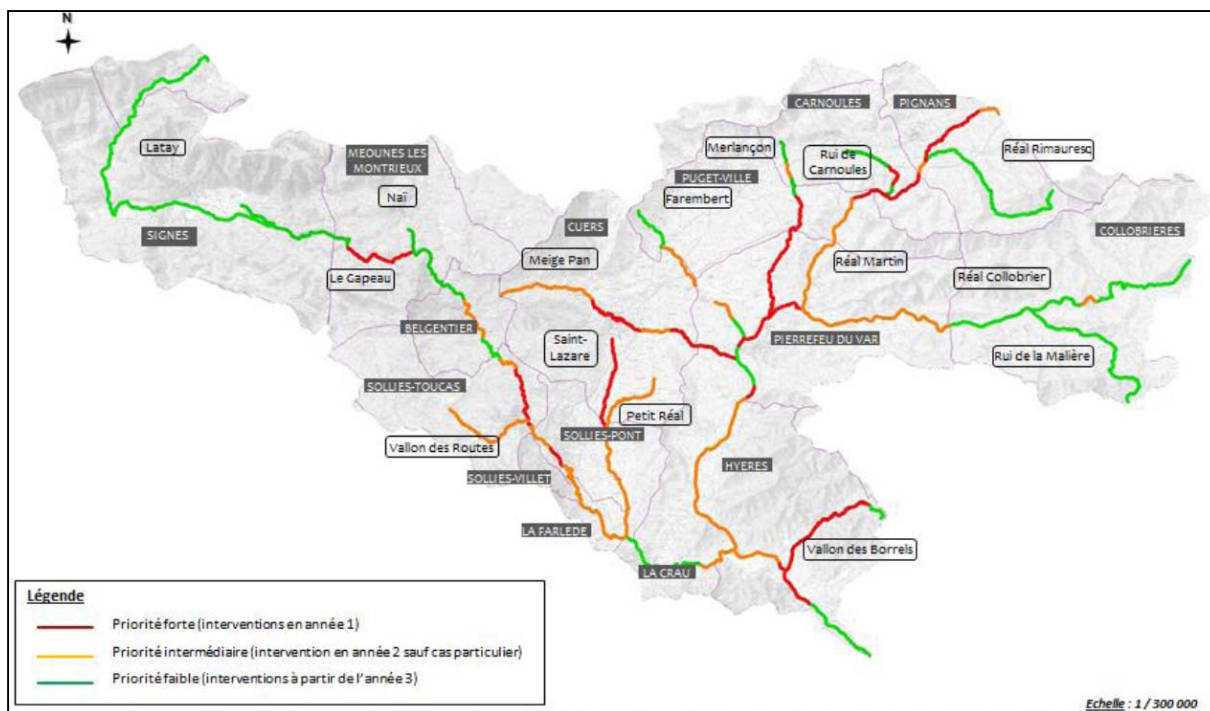 N
CARNOULES
PIGNANS
Latay
Merlançon
Rui de
Carnoules
Réal Rimauresq
MEOUNES LES
MONTRIEUX
Naï
PUGET-VILLE
Farembert
CUERS
SIGNES
COLLOBRIERES
Meige Pan
Réal Martin
Réal Collobrier
Le Gapeau
BELGENTIER
Saint-
Lazare
PIERREFEU DU VAR
Rui de la Malière
SOLLIES-TOUCAS
Petit Réal
SOLLIES-PONT
Vallon des Routes
HYERES
SOLLIES-VILLET
LA FARLEDE
Vallon des Borrels
LA CRAU
Légende
Priorité forte (interventions en année 1)
Priorité intermédiaire (intervention en année 2 sauf cas particulier)
Priorité faible (interventions à partir de l'année 3)
Echelle : 1 / 300 000